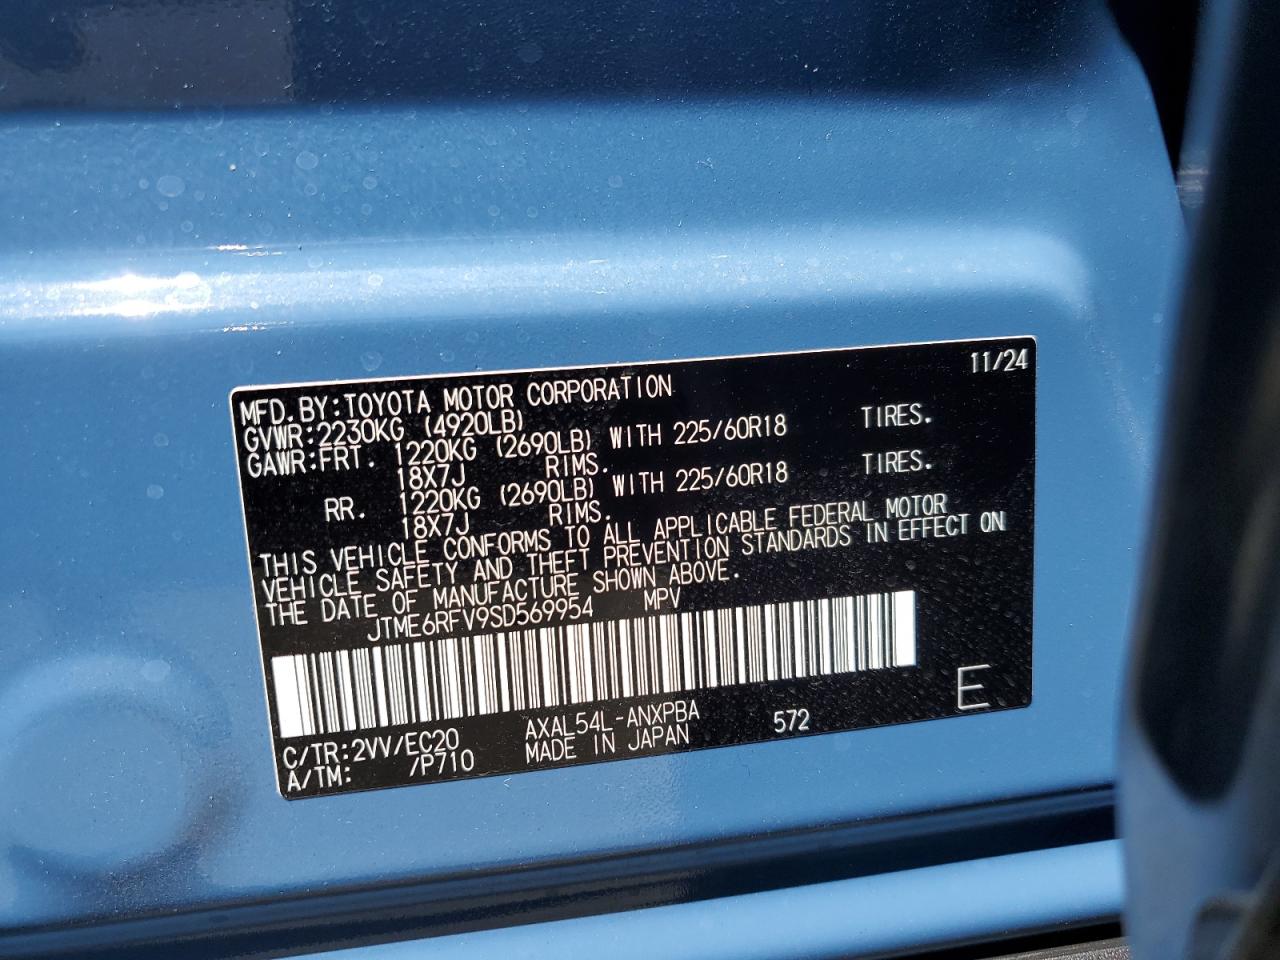 11/24
MFD.BY:TOYOTA MOTOR CORPORATION
GVWR:2230KG (4920LB)
GAWR:FRT. 1220KG (2690LB) WITH 225/60R18 TIRES.
18X7J RIMS.
RR. 1220KG (2690LB) WITH 225/60R18 TIRES.
18X7J RIMS.
THIS VEHICLE CONFORMS TO ALL APPLICABLE FEDERAL MOTOR
VEHICLE SAFETY AND THEFT PREVENTION STANDARDS IN EFFECT ON
THE DATE OF MANUFACTURE SHOWN ABOVE.
JTME6RFV9SD569954 MPV
E
C/TR:2VV/EC20 AXAL54L-ANXPBA 572
A/TM: /P710 MADE IN JAPAN